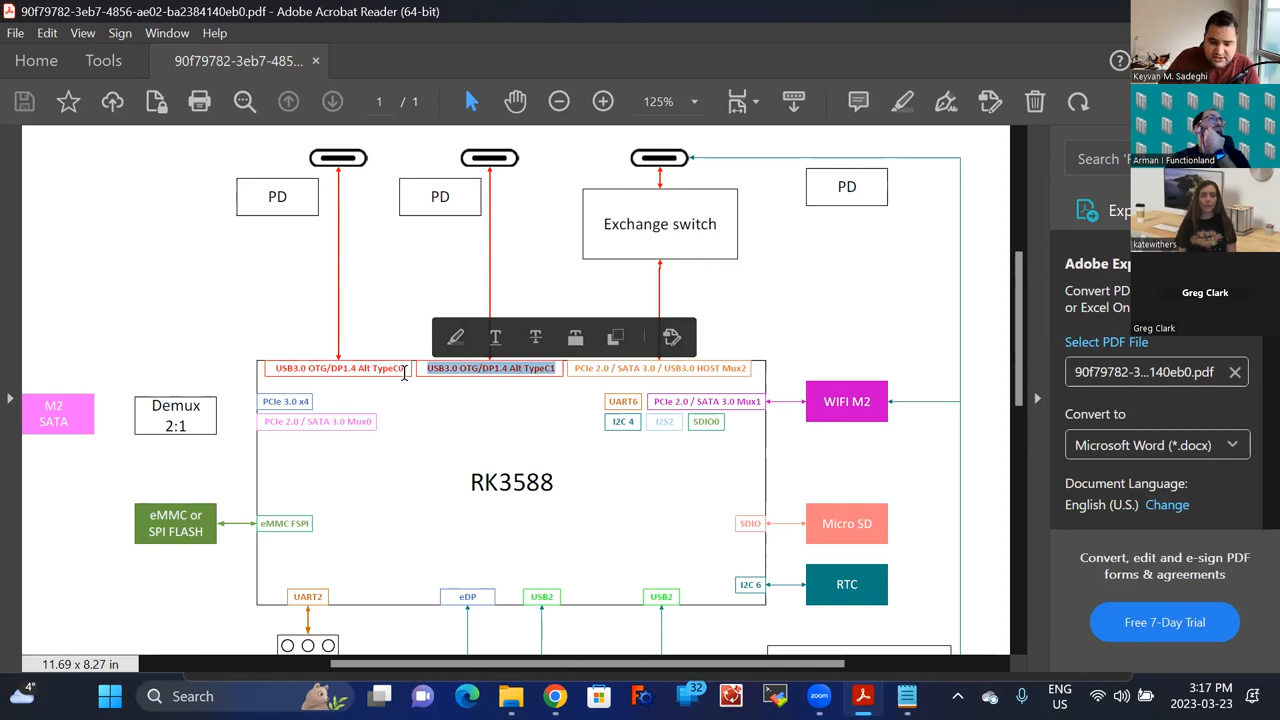 90f79782-3eb7-4856-ae02-ba2384140eb0.pdf - Adobe Acrobat Reader (64-bit)
File Edit View Sign Window Help
Home Tools 90f79782-3eb7-485... ×
1 / 1 125%
Keyvan M. Sadeghi
Arman | Functionland
katewithers
Greg Clark
Greg Clark
PD
PD
Exchange switch
PD
USB3.0 OTG/DP1.4 Alt TypeC0
USB3.0 OTG/DP1.4 Alt TypeC1
PCIe 2.0 / SATA 3.0 / USB3.0 HOST Mux2
PCIe 3.0 x4
UART6
PCIe 2.0 / SATA 3.0 Mux1
WIFI M2
M2
SATA
Demux
2:1
PCIe 2.0 / SATA 3.0 Mux0
I2C 4
I2S2
SDIO0
RK3588
eMMC or
SPI FLASH
eMMC FSPI
SDIO
Micro SD
I2C 6
RTC
UART2
eDP
USB2
USB2
11.69 x 8.27 in
Search '
Exp
Adobe Exp
Convert PD
or Excel On
Select PDF File
90f79782-3...140eb0.pdf
Convert to
Microsoft Word (*.docx)
Document Language:
English (U.S.) Change
Convert, edit and e-sign PDF
forms & agreements
Free 7-Day Trial
4°
Search
32
zoom
ENG
US
3:17 PM
2023-03-23